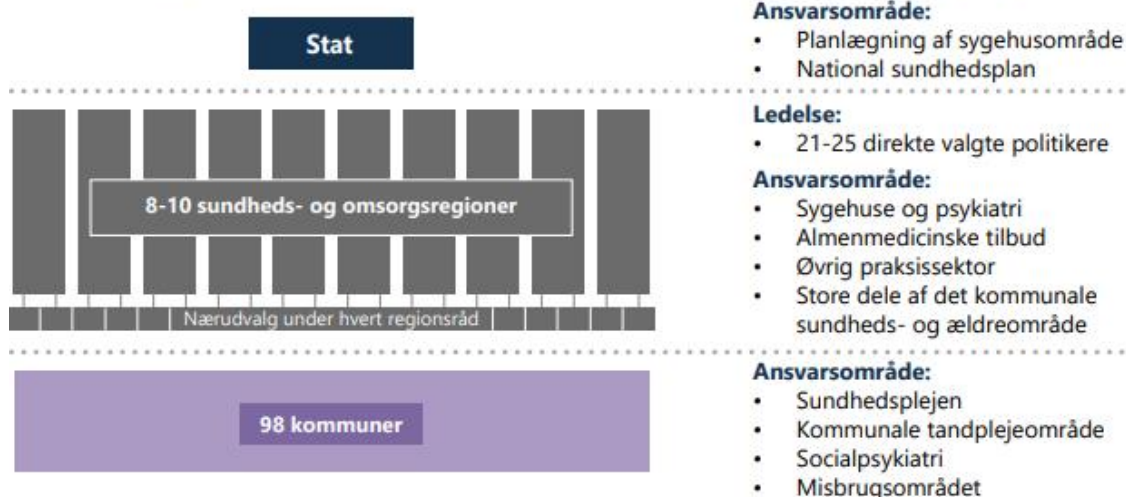 Stat
Ansvarsområde:
• Planlægning af sygehusområde
• National sundhedsplan
8-10 sundheds- og omsorgsregioner
Nærudvalg under hvert regionsråd
Ledelse:
• 21-25 direkte valgte politikere
Ansvarsområde:
• Sygehuse og psykiatri
• Almenmedicinske tilbud
• Øvrig praksissektor
• Store dele af det kommunale
sundheds- og ældreområde
98 kommuner
Ansvarsområde:
• Sundhedsplejen
• Kommunale tandplejeområde
• Socialpsykiatri
• Misbrugsområdet